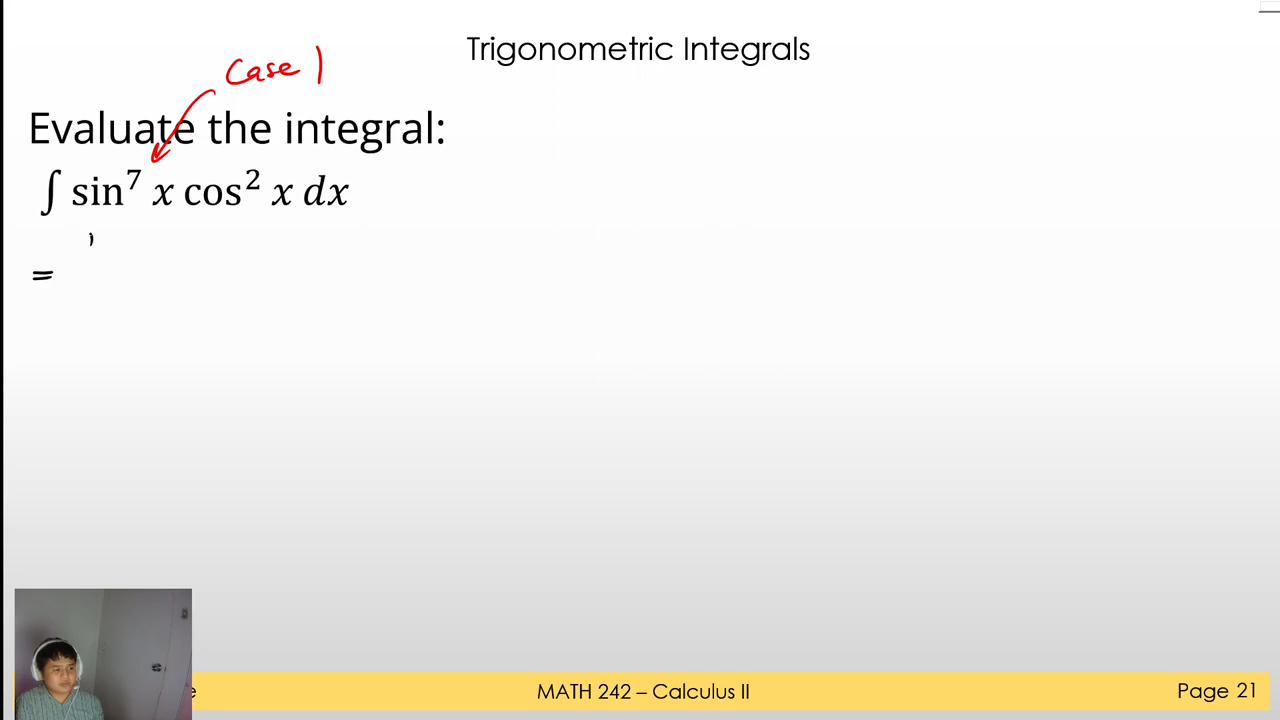 Trigonometric Integrals
Case 1
Evaluate the integral:
∫ sin⁷ x cos² x dx
=
MATH 242 – Calculus II
Page 21